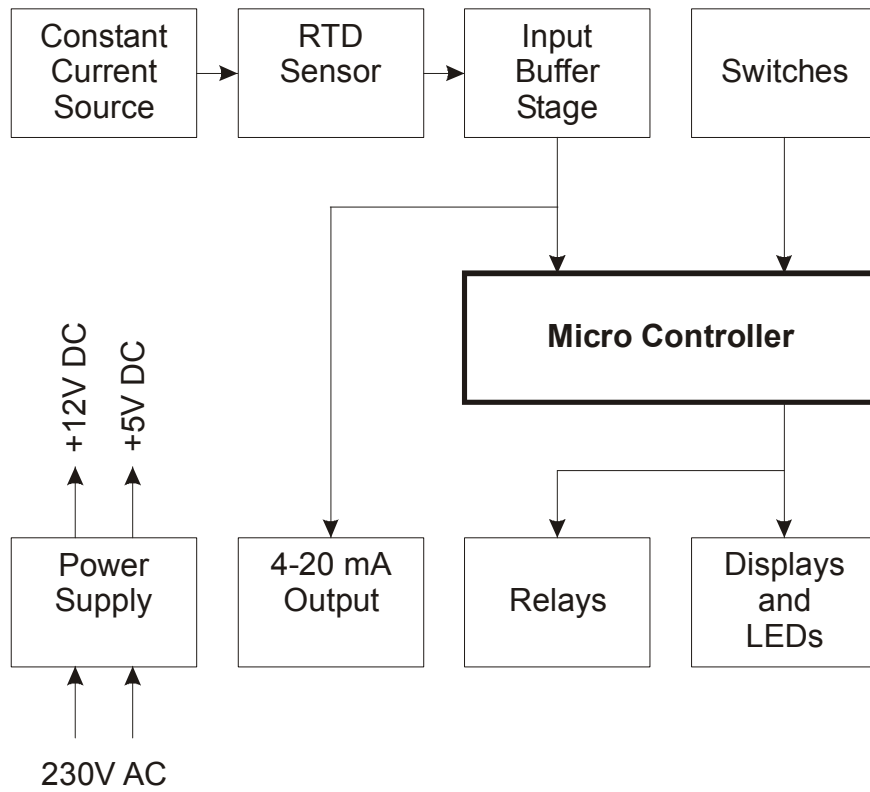 Constant
Current
Source
RTD
Sensor
Input
Buffer
Stage
Switches
Micro Controller
+12V DC
+5V DC
Power
Supply
4-20 mA
Output
Relays
Displays
and
LEDs
230V AC